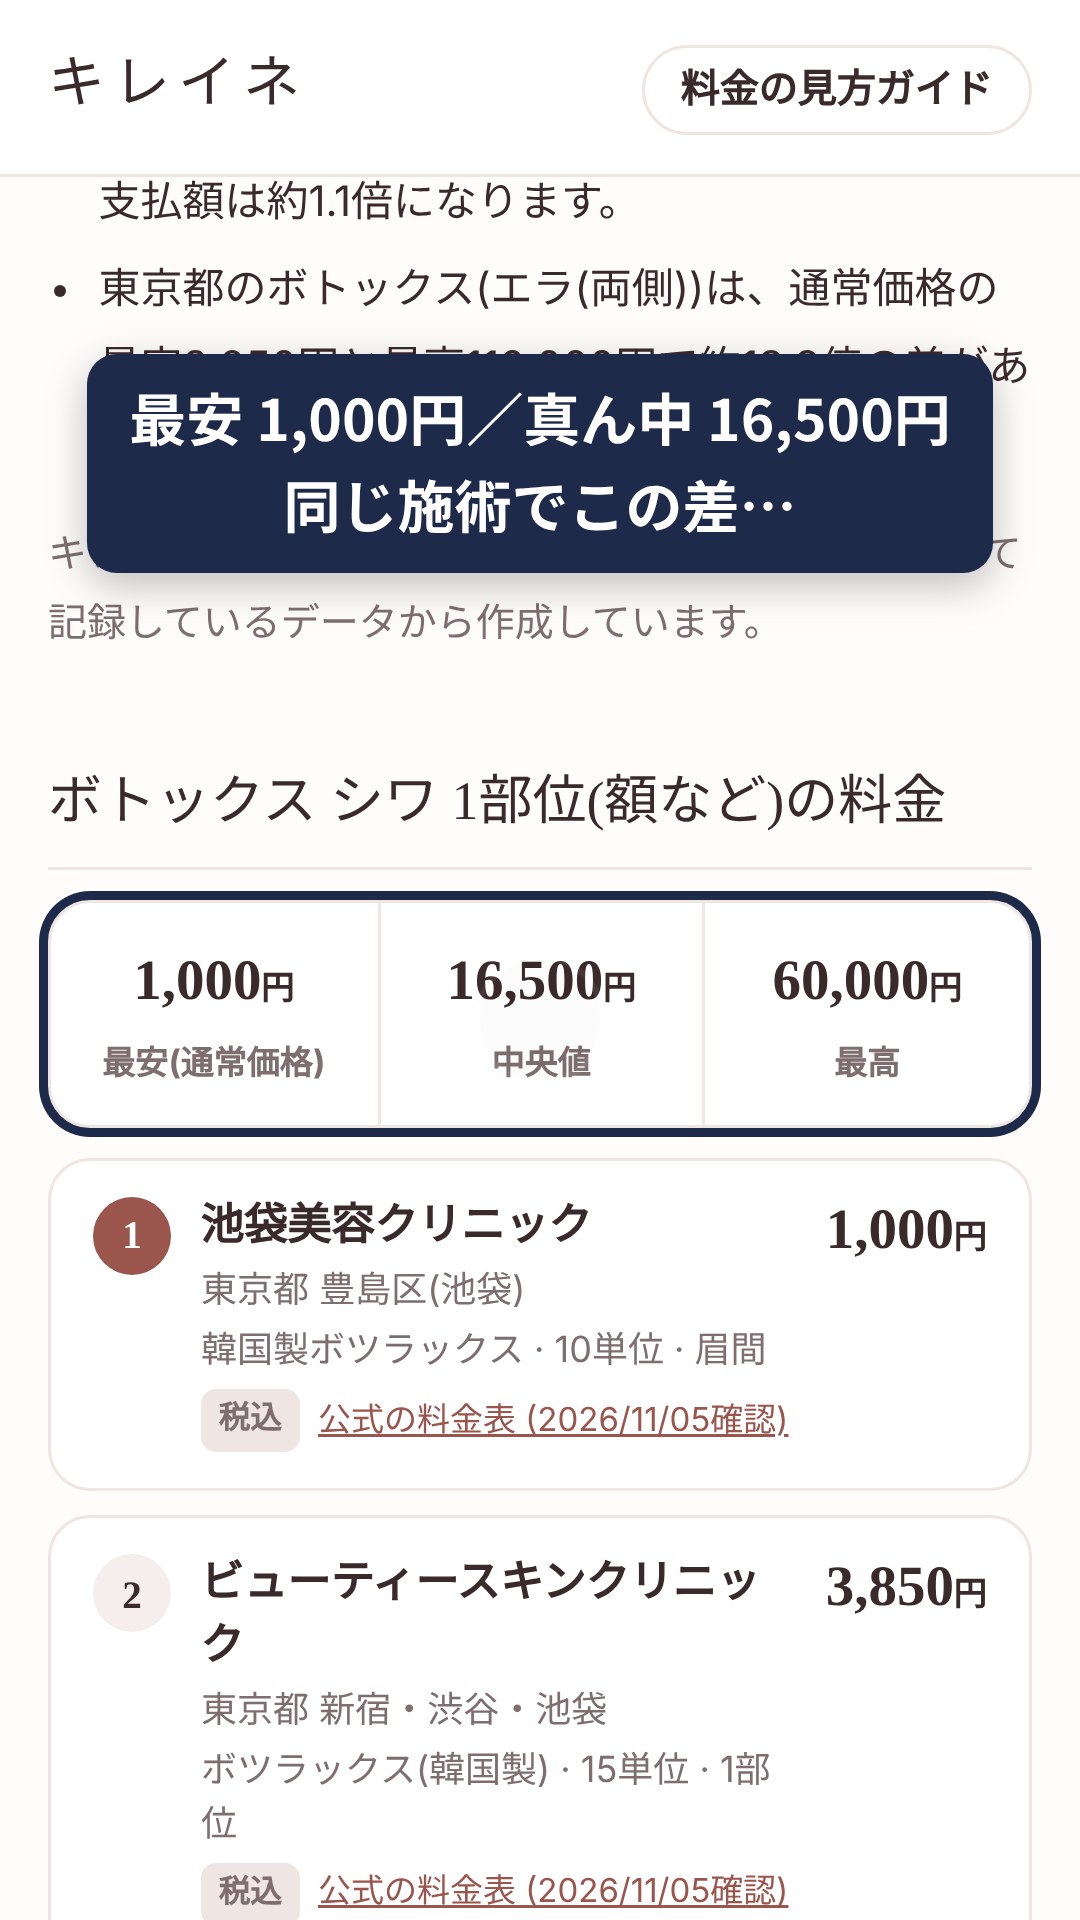 キレイネ
料金の見方ガイド
支払額は約1.1倍になります。
• 東京都のボトックス(エラ(両側))は、通常価格の
あ
最安 1,000円／真ん中 16,500円
同じ施術でこの差…
キ
て
記録しているデータから作成しています。
ボトックス シワ 1部位(額など)の料金
1,000円
最安(通常価格)
16,500円
中央値
60,000円
最高
1
池袋美容クリニック
1,000円
東京都 豊島区(池袋)
韓国製ボツラックス · 10単位 · 眉間
税込 公式の料金表 (2026/11/05確認)
2
ビューティースキンクリニッ
ク
3,850円
東京都 新宿・渋谷・池袋
ボツラックス(韓国製) · 15単位 · 1部
位
税込 公式の料金表 (2026/11/05確認)